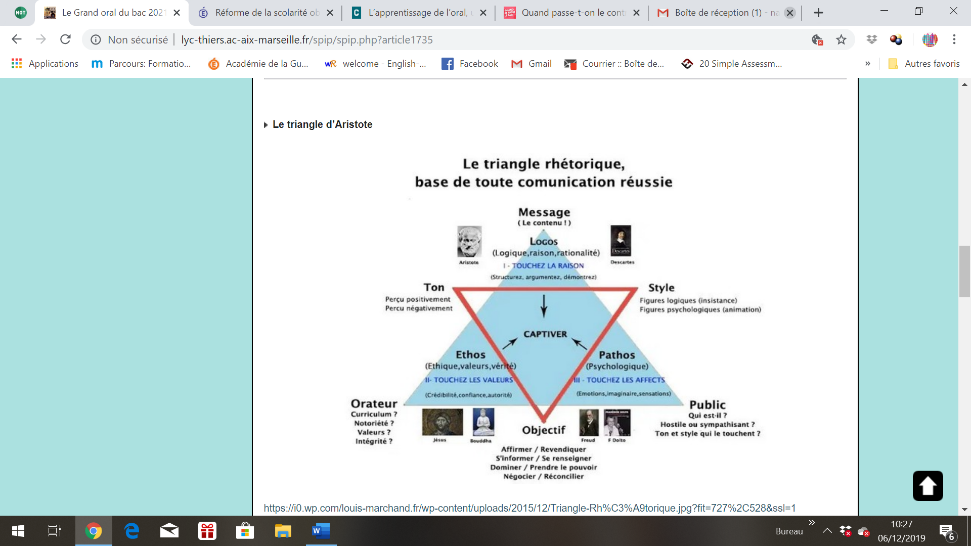 Le Grand oral du bac 2021
Réforme de la scolarité ob
L'apprentissage de l'oral, u
Quand passe-t-on le cont
Boîte de réception (1) - na
Non sécurisé
lyc-thiers.ac-aix-marseille.fr/spip/spip.php?article1735
Applications
Parcours: Formatio...
Académie de la Gu...
welcome - English -...
Facebook
Gmail
Courrier :: Boîte de...
20 Simple Assessm...
»
Autres favoris
Le triangle d'Aristote
Le triangle rhétorique,
base de toute comunication réussie
Message
( Le contenu ! )
Logos
(Logique,raison,rationalité)
Aristote
Descartes
I - TOUCHEZ LA RAISON
(Structurez, argumentez, démontrez)
Ton
Perçu positivement
Perçu négativement
Style
Figures logiques (insistance)
Figures psychologiques (animation)
CAPTIVER
Ethos
(Ethique,valeurs,vérité)
II- TOUCHEZ LES VALEURS
(Crédibilité,confiance,autorité)
Pathos
(Psychologique)
III - TOUCHEZ LES AFFECTS
(Emotions,imaginaire,sensations)
Orateur
Curriculum ?
Notoriété ?
Valeurs ?
Intégrité ?
Jésus
Bouddha
Objectif
Freud
F Dolto
Public
Qui est-il ?
Hostile ou sympathisant ?
Ton et style qui le touchent ?
Affirmer / Revendiquer
S'informer / Se renseigner
Dominer / Prendre le pouvoir
Négocier / Réconcilier
https://i0.wp.com/louis-marchand.fr/wp-content/uploads/2015/12/Triangle-Rh%C3%A9torique.jpg?fit=727%2C528&ssl=1
Bureau
»
10:27
06/12/2019
6